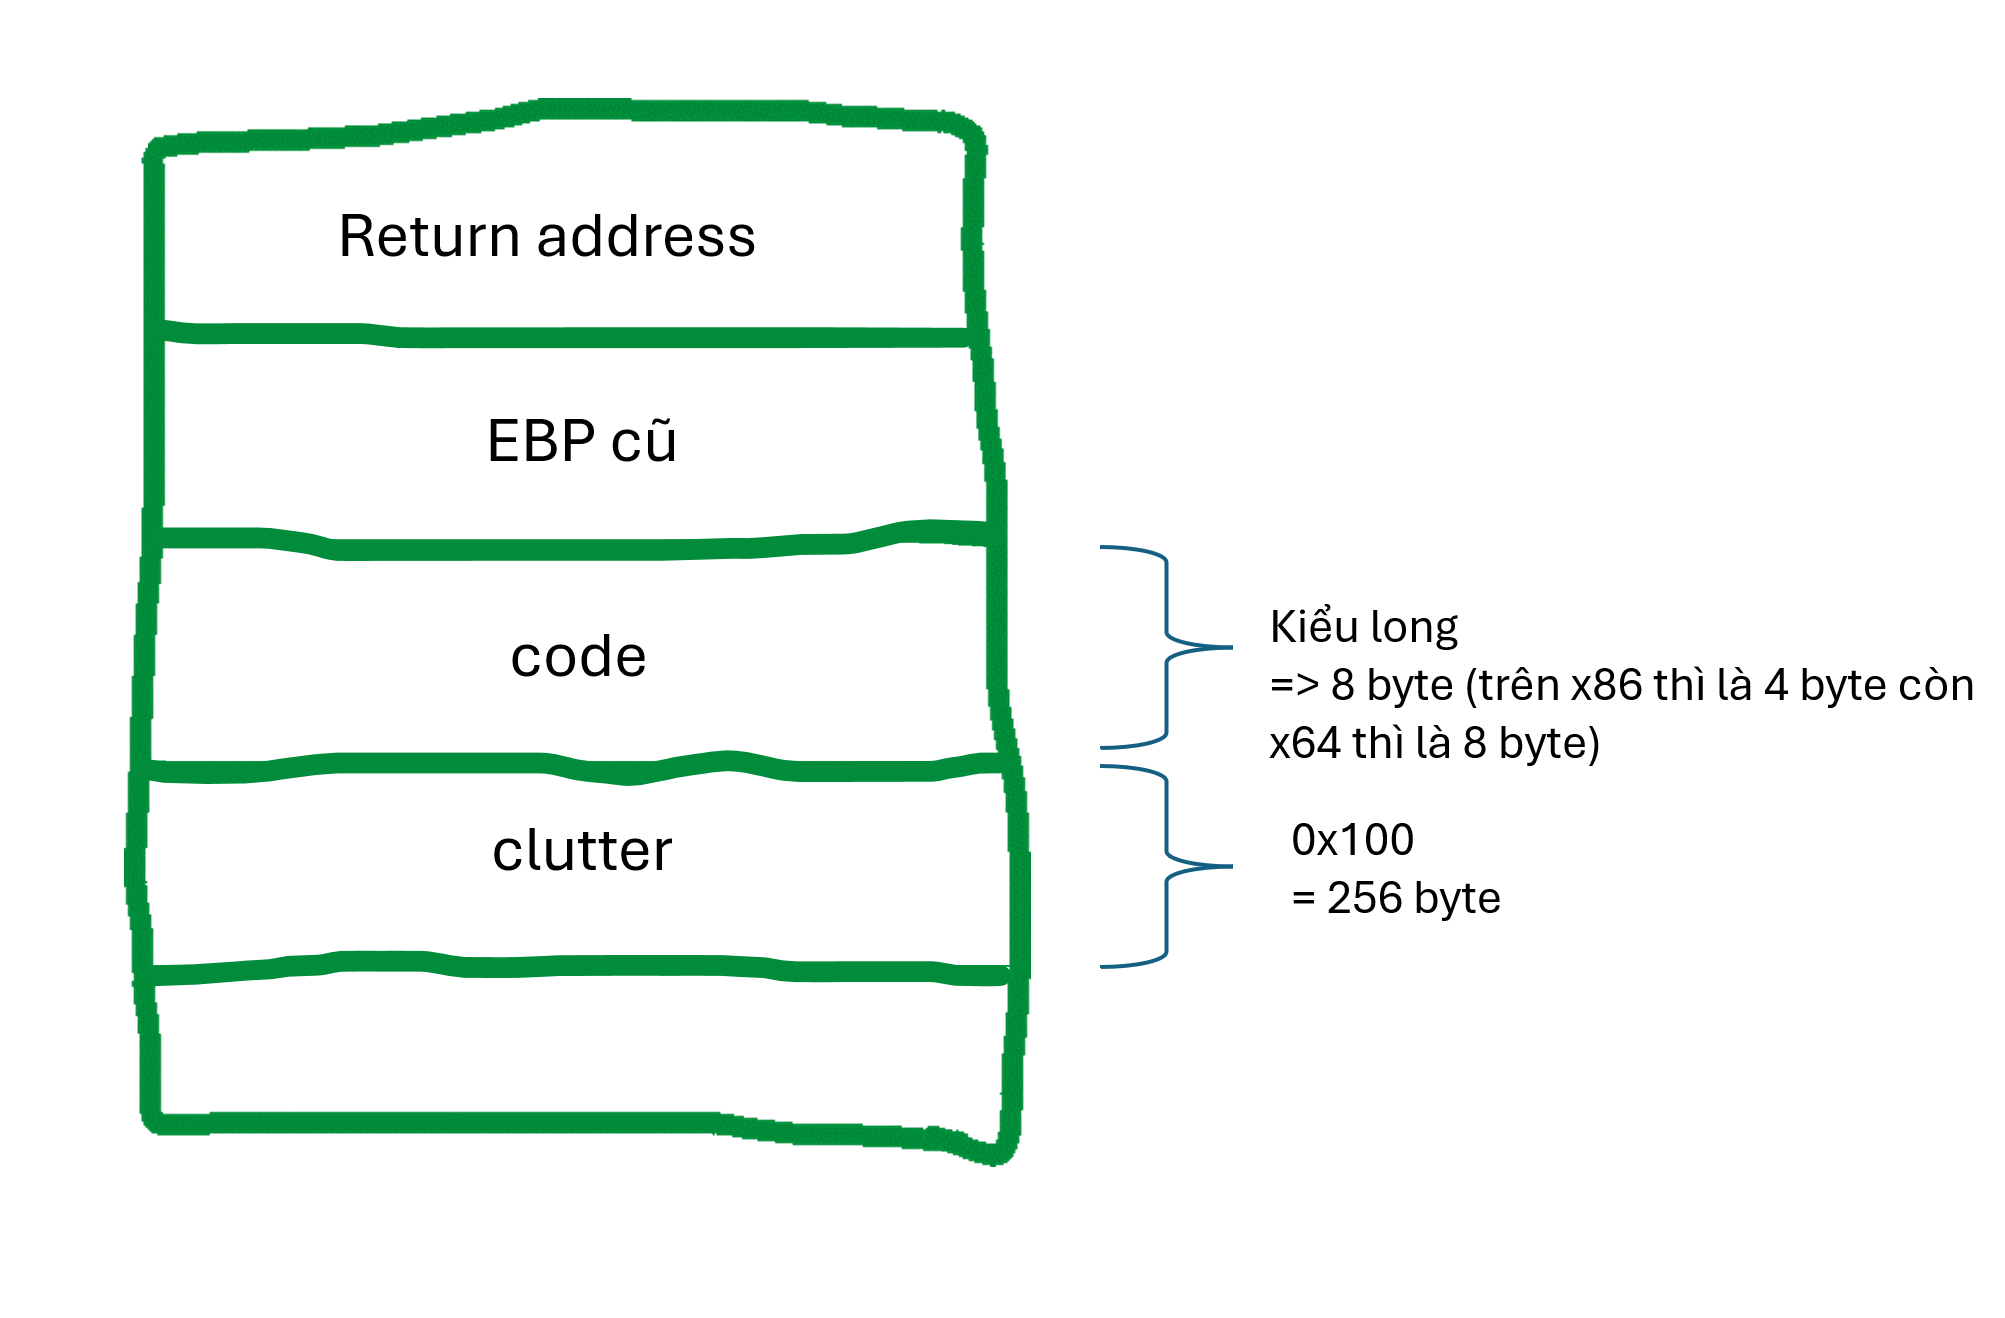 Return address
EBP cũ
code
Kiểu long
=> 8 byte (trên x86 thì là 4 byte còn
x64 thì là 8 byte)
clutter
0x100
= 256 byte